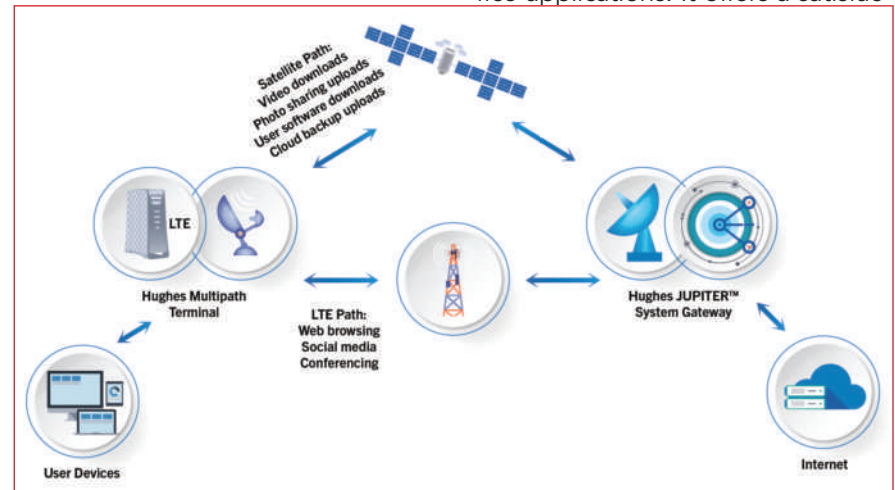 Satellite Path:
Video downloads
Photo sharing uploads
User software downloads
Cloud backup uploads
LTE
Hughes Multipath
Terminal
LTE Path:
Web browsing
Social media
Conferencing
Hughes JUPITER™
System Gateway
User Devices
Internet